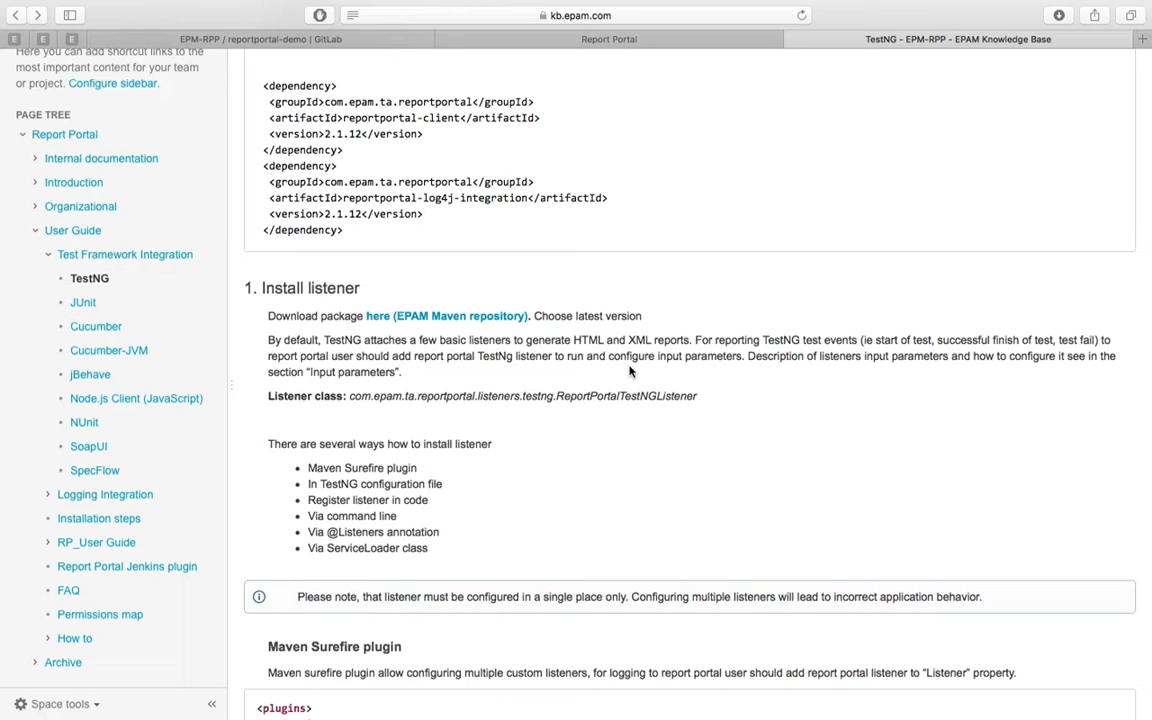 kb.epam.com
EPM-RPP / reportportal-demo | GitLab
Report Portal
TestNG - EPM-RPP - EPAM Knowledge Base
E
E
E
Here you can add shortcut links to the
most important content for your team
or project. Configure sidebar.
PAGE TREE
Report Portal
Internal documentation
Introduction
Organizational
User Guide
Test Framework Integration
TestNG
JUnit
Cucumber
Cucumber-JVM
jBehave
Node.js Client (JavaScript)
NUnit
SoapUI
SpecFlow
Logging Integration
Installation steps
RP_User Guide
Report Portal Jenkins plugin
FAQ
Permissions map
How to
Archive
Space tools
<dependency>
<groupId>com.epam.ta.reportportal</groupId>
<artifactId>reportportal-client</artifactId>
<version>2.1.12</version>
</dependency>
<dependency>
<groupId>com.epam.ta.reportportal</groupId>
<artifactId>reportportal-log4j-integration</artifactId>
<version>2.1.12</version>
</dependency>
1. Install listener
Download package here (EPAM Maven repository). Choose latest version
By default, TestNG attaches a few basic listeners to generate HTML and XML reports. For reporting TestNG test events (ie start of test, successful finish of test, test fail) to
report portal user should add report portal TestNg listener to run and configure input parameters. Description of listeners input parameters and how to configure it see in the
section “Input parameters”.
Listener class: com.epam.ta.reportportal.listeners.testng.ReportPortalTestNGListener
There are several ways how to install listener
• Maven Surefire plugin
• In TestNG configuration file
• Register listener in code
• Via command line
• Via @Listeners annotation
• Via ServiceLoader class
Please note, that listener must be configured in a single place only. Configuring multiple listeners will lead to incorrect application behavior.
Maven Surefire plugin
Maven surefire plugin allow configuring multiple custom listeners, for logging to report portal user should add report portal listener to “Listener” property.
<plugins>